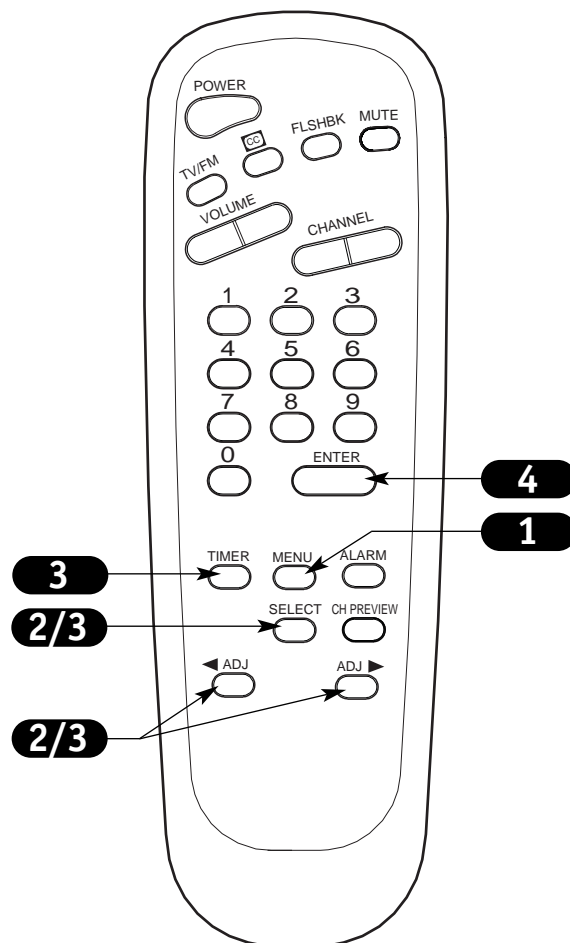 POWER
CC
FLSHBK
MUTE
TV/FM
VOLUME
CHANNEL
1 2 3
4 5 6
7 8 9
0 ENTER
4
1
TIMER MENU ALARM
3
SELECT CH PREVIEW
2/3
◀ ADJ ADJ ▶
2/3